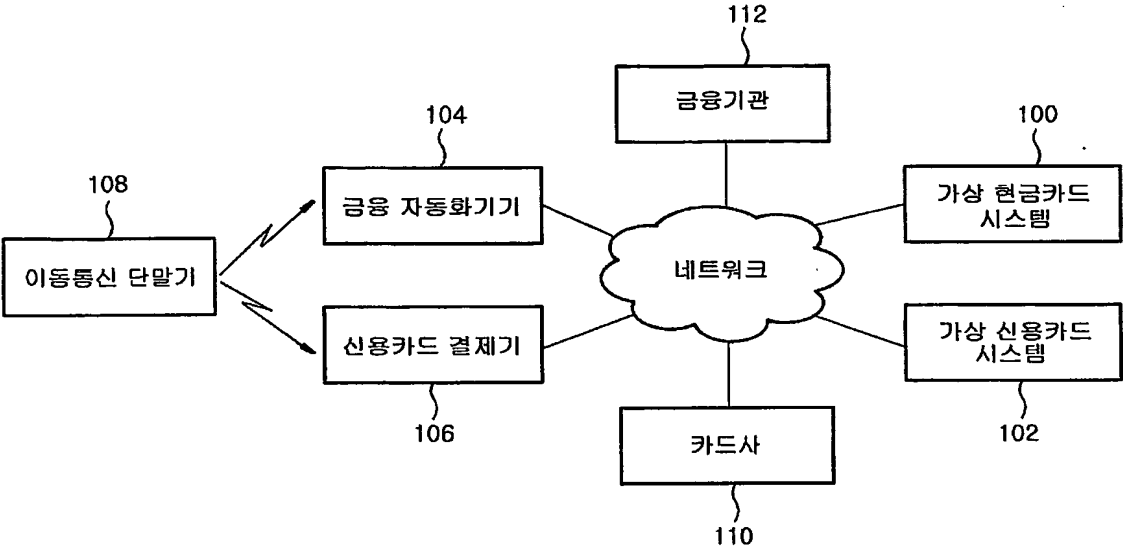 112
금융기관
104
100
108
금융 자동화기기
가상 현금카드
시스템
이동통신 단말기
네트워크
신용카드 결제기
가상 신용카드
시스템
106
102
카드사
110